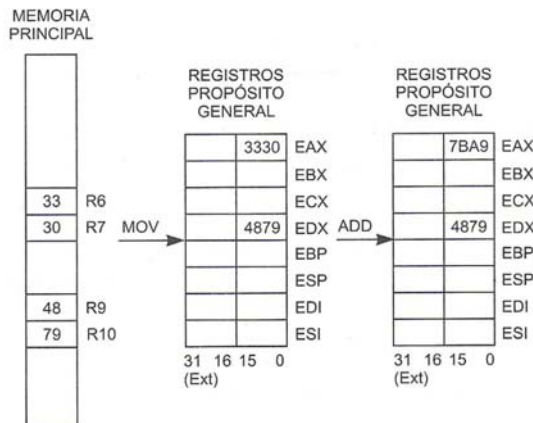 MEMORIA
PRINCIPAL
33 R6
30 R7
48 R9
79 R10
MOV
REGISTROS
PROPÓSITO
GENERAL
3330 EAX
EBX
ECX
4879 EDX
EBP
ESP
EDI
ESI
31 16 15 0
(Ext)
ADD
REGISTROS
PROPÓSITO
GENERAL
7BA9 EAX
EBX
ECX
4879 EDX
EBP
ESP
EDI
ESI
31 16 15 0
(Ext)